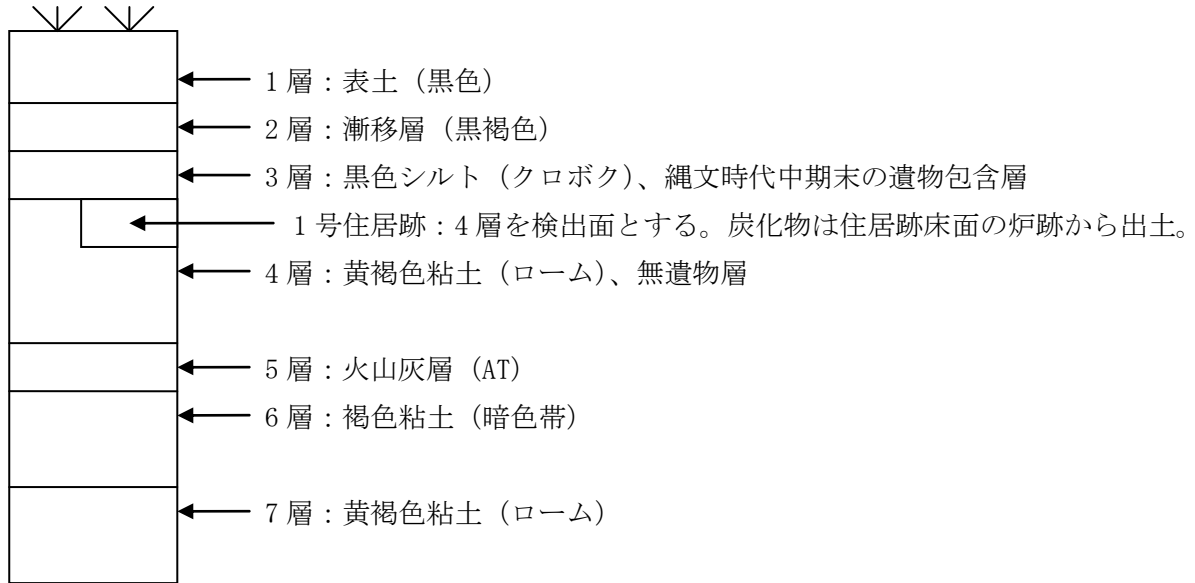 1層：表土（黒色）
2層：漸移層（黒褐色）
3層：黒色シルト（クロボク）、縄文時代中期末の遺物包含層
1号住居跡：4層を検出面とする。炭化物は住居跡床面の炉跡から出土。
4層：黄褐色粘土（ローム）、無遺物層
5層：火山灰層（AT）
6層：褐色粘土（暗色帯）
7層：黄褐色粘土（ローム）